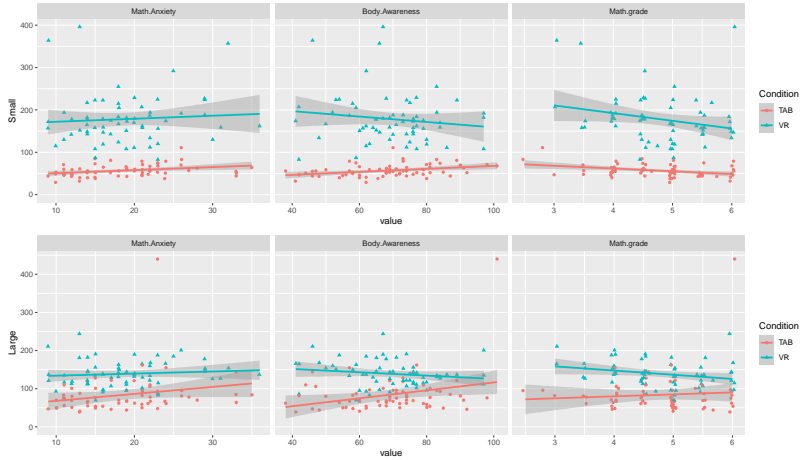 Math.Anxiety Body.Awareness Math.grade
400
300
200
100
0
Small
10 20 30 40 60 80 100 3 4 5 6
value
Condition
TAB
VR
Math.Anxiety Body.Awareness Math.grade
400
300
200
100
0
Large
10 20 30 40 60 80 100 3 4 5 6
value
Condition
TAB
VR